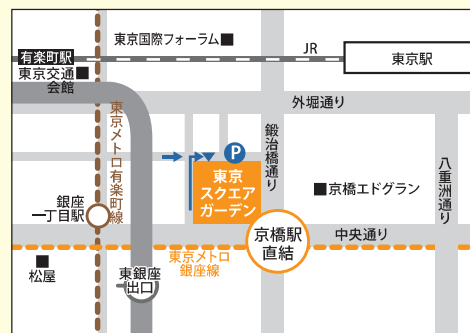 東京国際フォーラム
JR
有楽町駅
東京駅
東京交通
会館
外堀通り
東京メトロ有楽町線
鍛治橋通り
P
東京
スクエア
ガーデン
京橋エドグラン
八重洲通り
銀座
一丁目駅
京橋駅
直結
中央通り
東京メトロ
銀座線
松屋
東銀座
出口